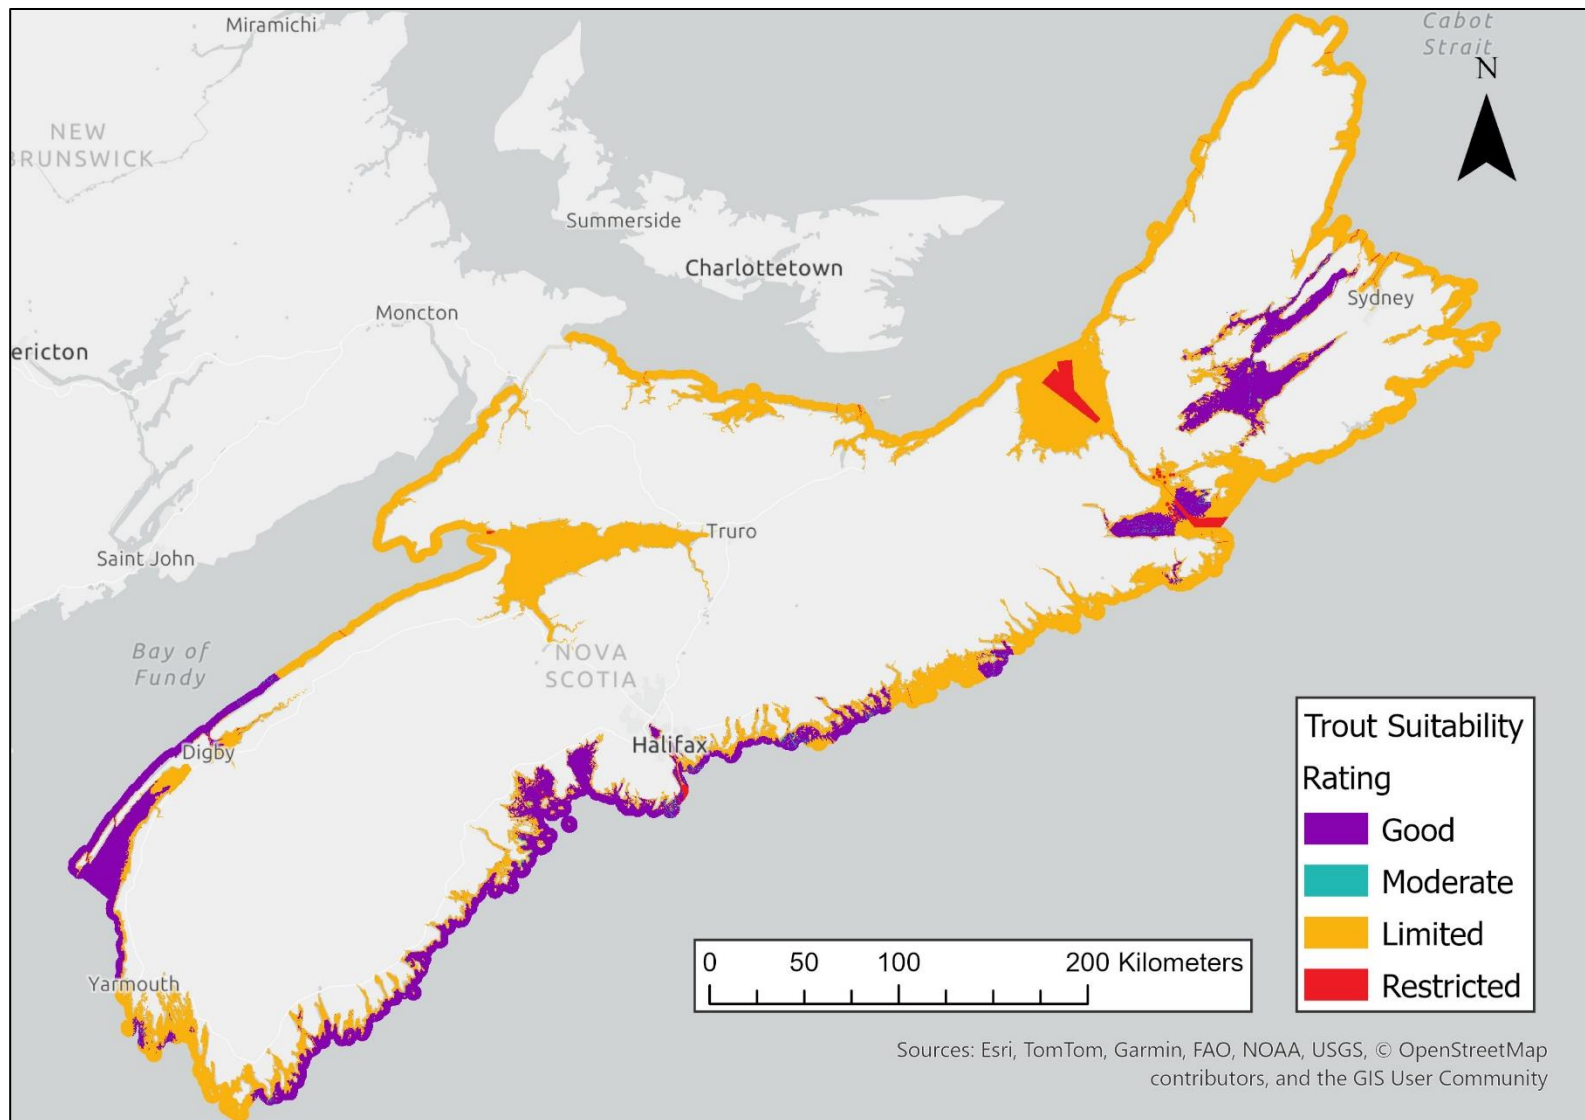 Miramichi
Cabot
Strait
N
NEW
BRUNSWICK
Summerside
Charlottetown
Moncton
Sydney
ericton
Truro
Saint John
Bay of
Fundy
NOVA
SCOTIA
Halifax
Digby
Yarmouth
Trout Suitability
Rating
Good
Moderate
Limited
Restricted
0 50 100 200 Kilometers
Sources: Esri, TomTom, Garmin, FAO, NOAA, USGS, © OpenStreetMap
contributors, and the GIS User Community